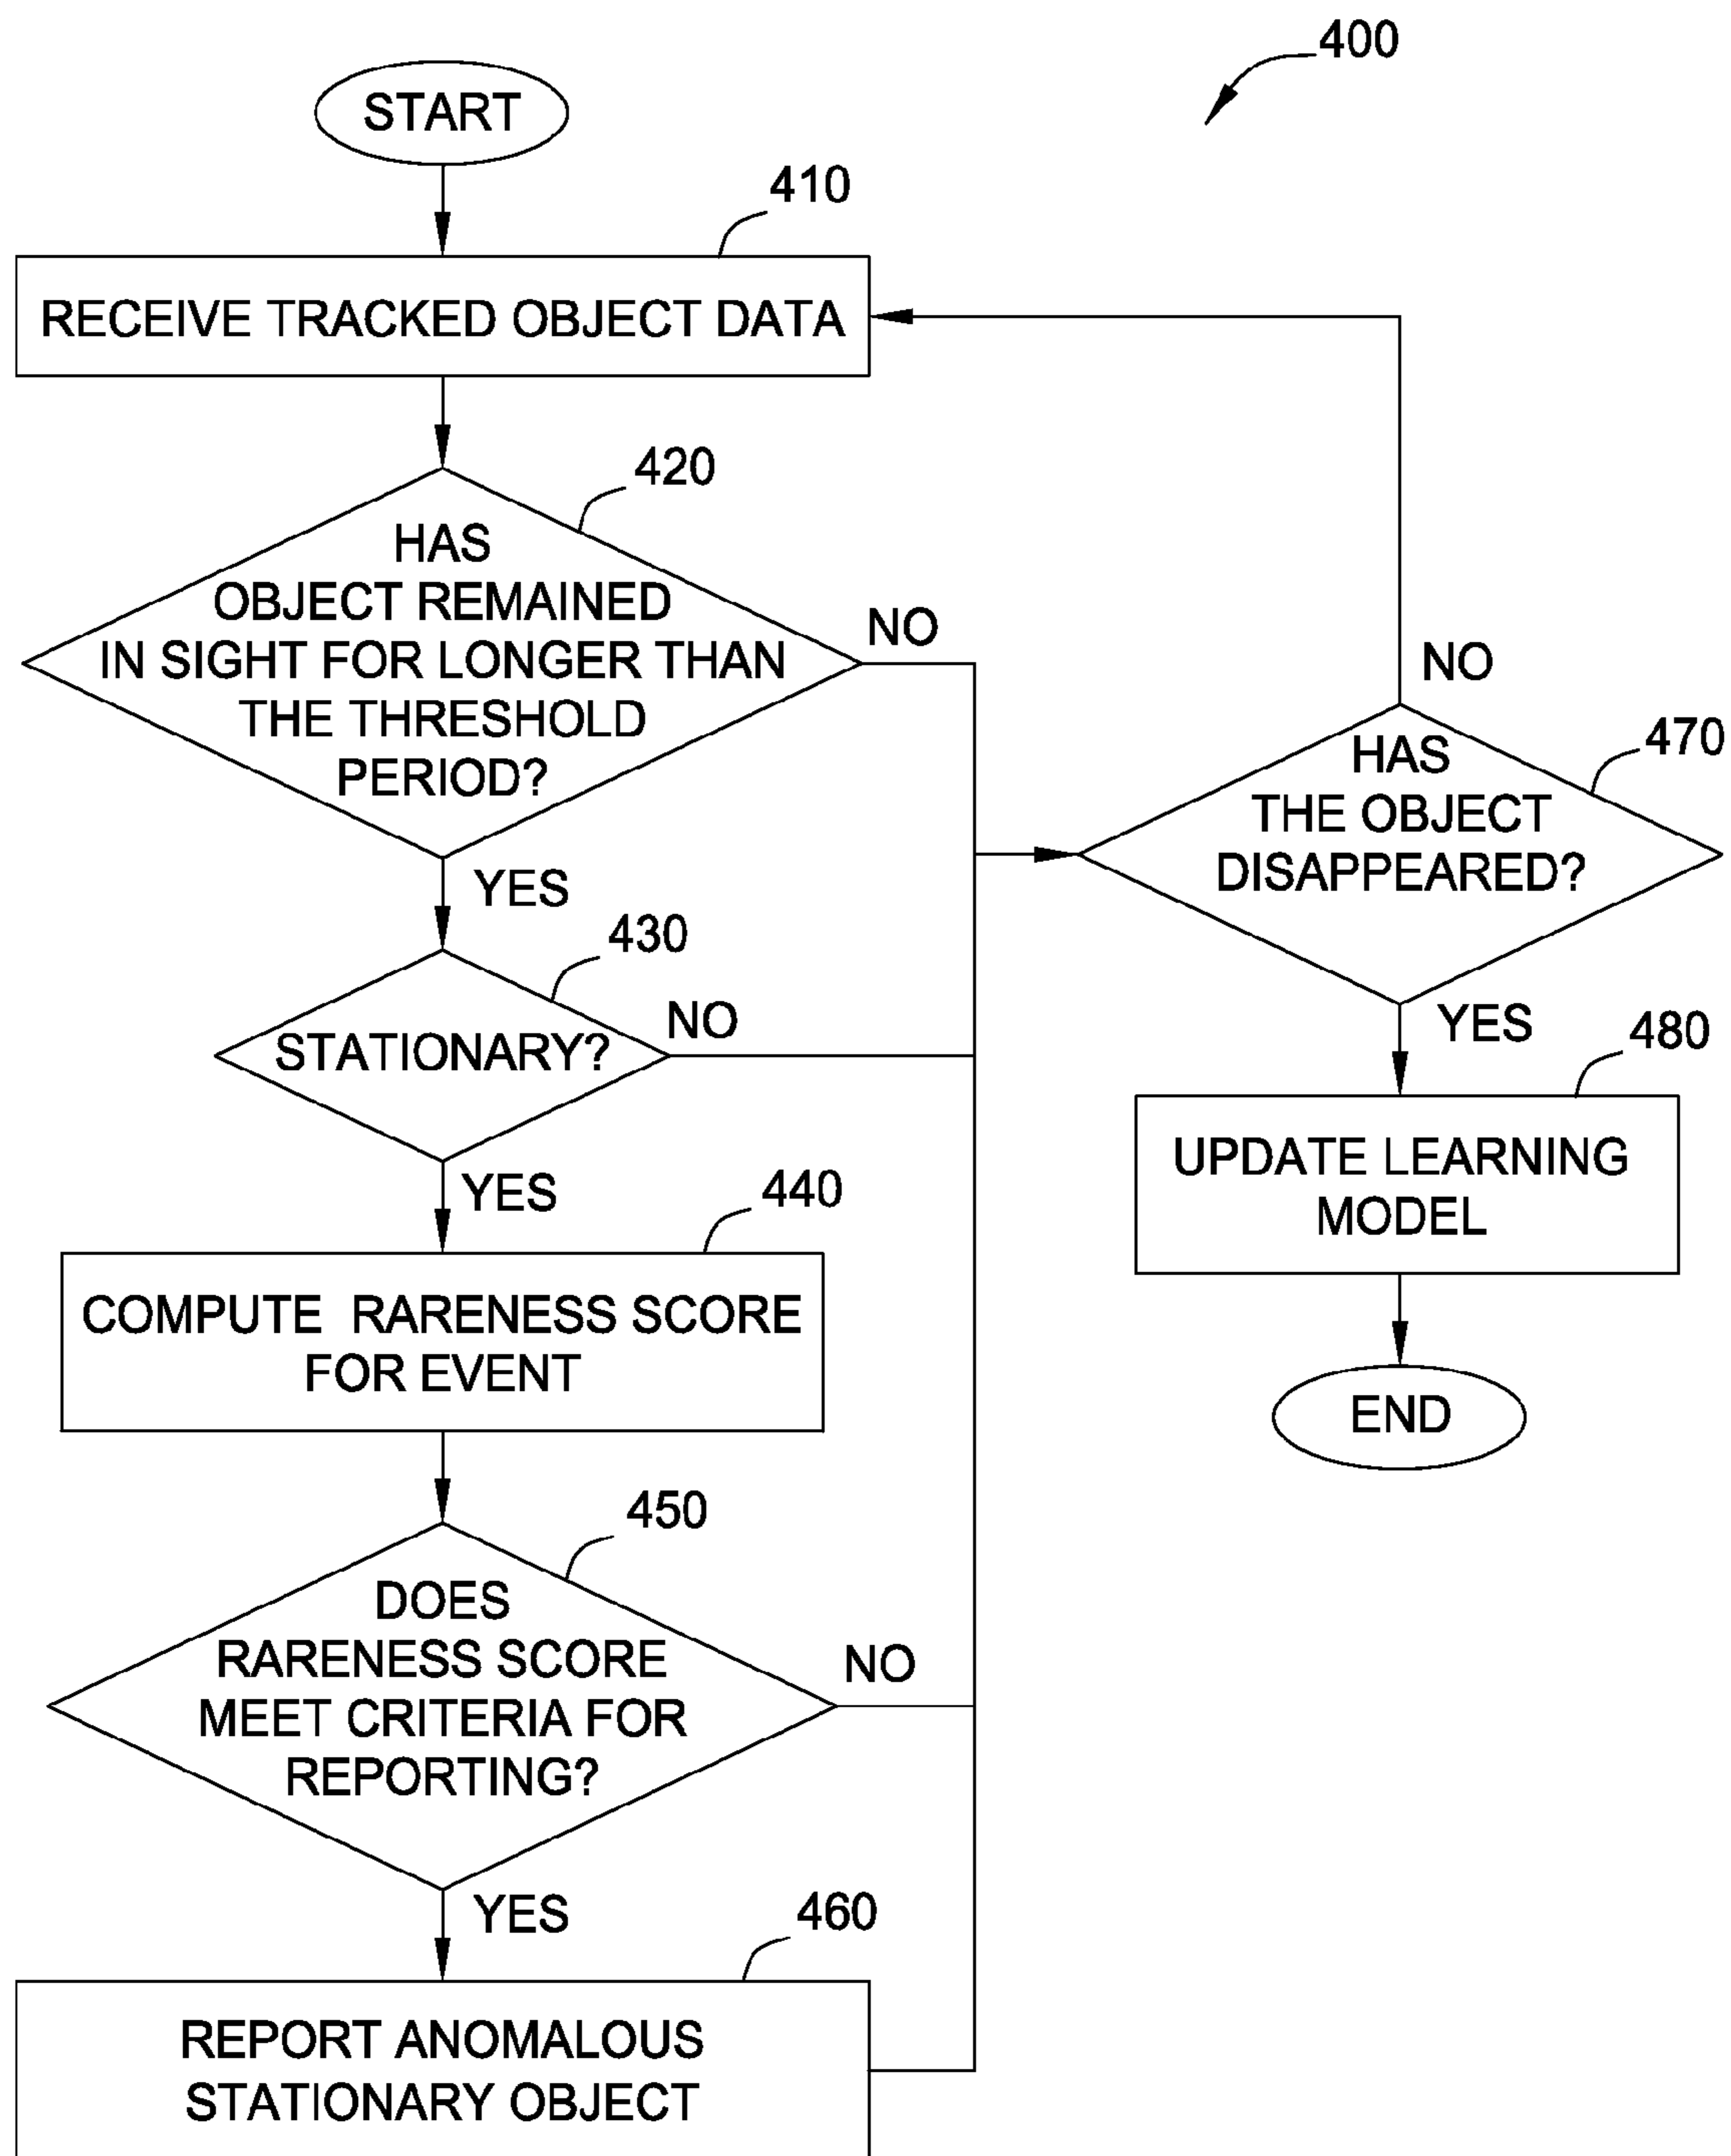 400
START
410
RECEIVE TRACKED OBJECT DATA
420
HAS
OBJECT REMAINED
IN SIGHT FOR LONGER THAN
THE THRESHOLD
PERIOD?
NO
YES
430
STATIONARY?
NO
YES
440
COMPUTE RARENESS SCORE
FOR EVENT
450
DOES
RARENESS SCORE
MEET CRITERIA FOR
REPORTING?
NO
YES
460
REPORT ANOMALOUS
STATIONARY OBJECT
NO
470
HAS
THE OBJECT
DISAPPEARED?
YES
480
UPDATE LEARNING
MODEL
END